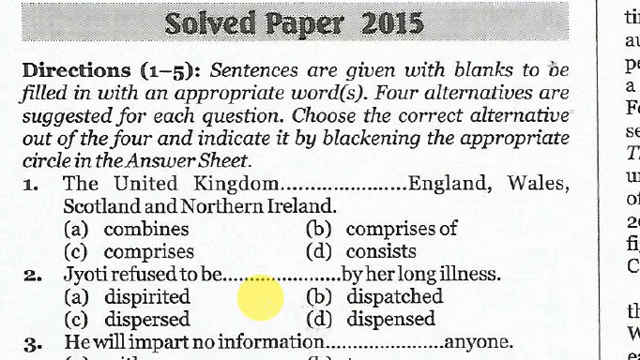 Solved Paper 2015
Directions (1–5): Sentences are given with blanks to be
filled in with an appropriate word(s). Four alternatives are
suggested for each question. Choose the correct alternative
out of the four and indicate it by blackening the appropriate
circle in the Answer Sheet.
1. The United Kingdom......................England, Wales,
Scotland and Northern Ireland.
(a) combines (b) comprises of
(c) comprises (d) consists
2. Jyoti refused to be.....................by her long illness.
(a) dispirited (b) dispatched
(c) dispersed (d) dispensed
3. He will impart no information.....................anyone.